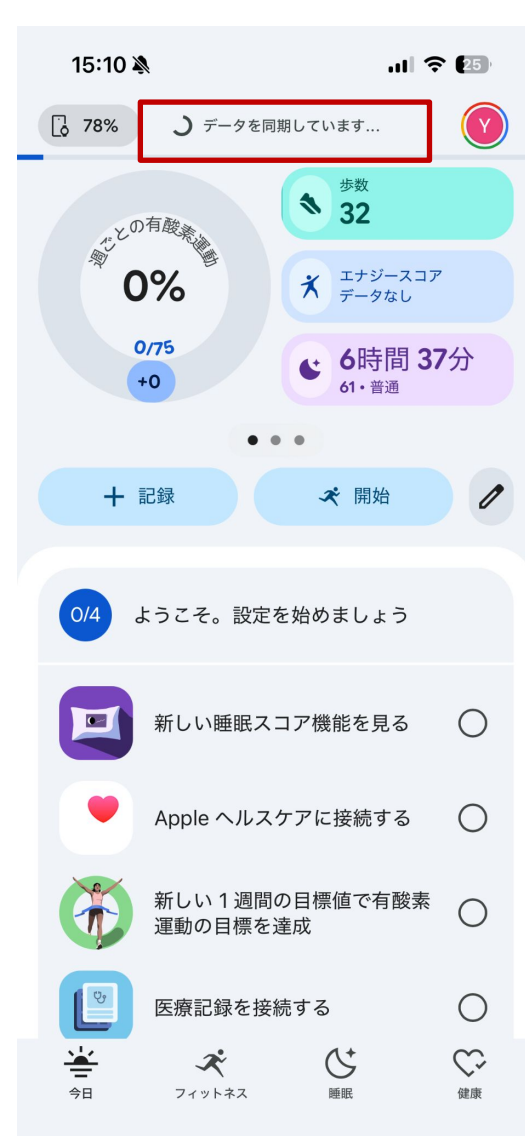 15:10
25
78%
データを同期しています...
Y
週ごとの有酸素運動
0%
0/75
+0
歩数
32
エナジースコア
データなし
6時間 37分
61・普通
記録
開始
0/4
ようこそ。設定を始めましょう
新しい睡眠スコア機能を見る
Apple ヘルスケアに接続する
新しい 1 週間の目標値で有酸素
運動の目標を達成
医療記録を接続する
今日
フィットネス
睡眠
健康